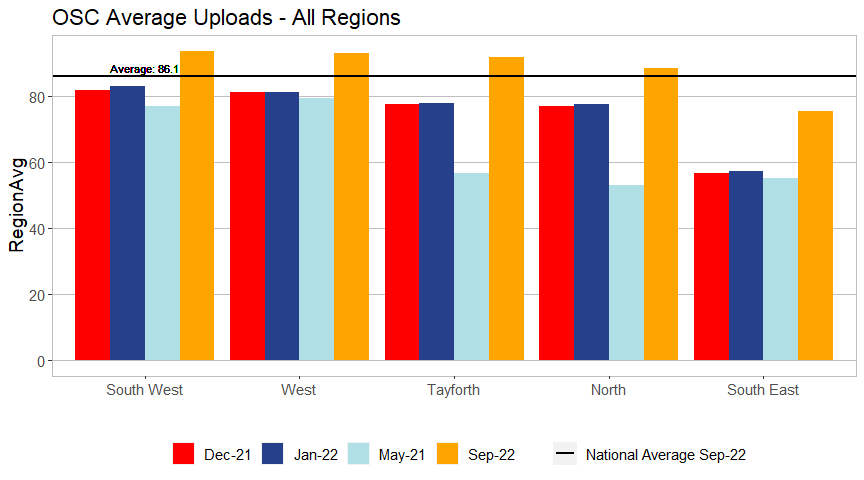 OSC Average Uploads - All Regions
Average: 86.1
RegionAvg
80
60
40
20
0
South West West Tayforth North South East
Dec-21 Jan-22 May-21 Sep-22 National Average Sep-22